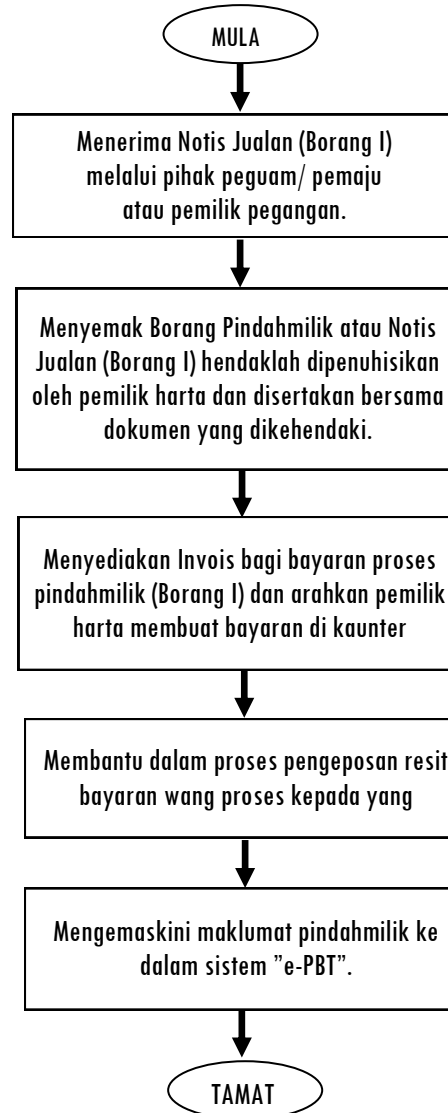 MULA
Menerima Notis Jualan (Borang I)
melalui pihak peguam/ pemaju
atau pemilik pegangan.
Menyemak Borang Pindahmilik atau Notis
Jualan (Borang I) hendaklah dipenuhisikan
oleh pemilik harta dan disertakan bersama
dokumen yang dikehendaki.
Menyediakan Invois bagi bayaran proses
pindahmilik (Borang I) dan arahkan pemilik
harta membuat bayaran di kaunter
Membantu dalam proses pengeposan resit
bayaran wang proses kepada yang
Mengemaskini maklumat pindahmilik ke
dalam sistem ”e-PBT”.
TAMAT